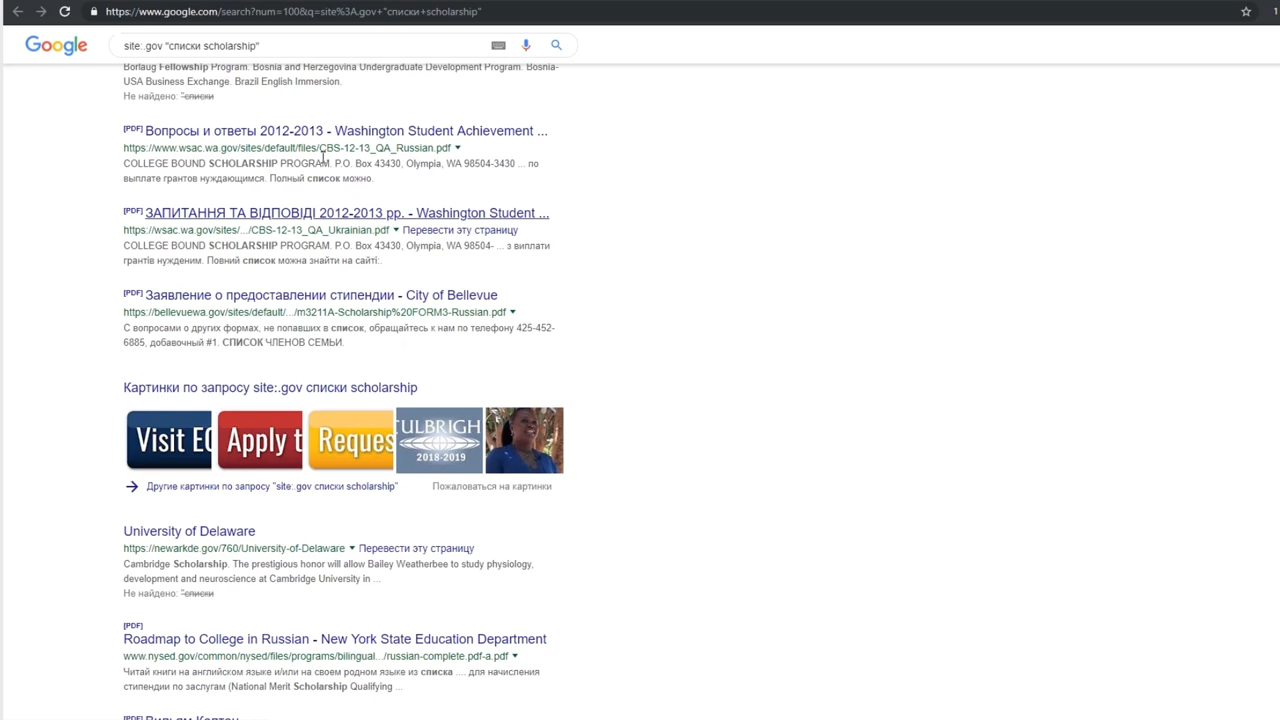 https://www.google.com/search?num=100&q=site%3A.gov+"списки+scholarship"
1
Google
site:.gov "списки scholarship"
Borlaug Fellowship Program. Bosnia and Herzegovina Undergraduate Development Program. Bosnia-
USA Business Exchange. Brazil English Immersion.
Не найдено: "списки
[PDF] Вопросы и ответы 2012-2013 - Washington Student Achievement ...
https://www.wsac.wa.gov/sites/default/files/CBS-12-13_QA_Russian.pdf
COLLEGE BOUND SCHOLARSHIP PROGRAM. P.O. Box 43430, Olympia, WA 98504-3430 ... по
выплате грантов нуждающимся. Полный список можно.
[PDF] ЗАПИТАННЯ ТА ВІДПОВІДІ 2012-2013 рр. - Washington Student ...
https://wsac.wa.gov/sites/.../CBS-12-13_QA_Ukrainian.pdf Перевести эту страницу
COLLEGE BOUND SCHOLARSHIP PROGRAM. P.O. Box 43430, Olympia, WA 98504- ... з виплати
грантів нужденим. Повний список можна знайти на сайті:.
[PDF] Заявление о предоставлении стипендии - City of Bellevue
https://bellevuewa.gov/sites/default/.../m3211A-Scholarship%20FORM3-Russian.pdf
С вопросами о других формах, не попавших в список, обращайтесь к нам по телефону 425-452-
6885, добавочный #1. СПИСОК ЧЛЕНОВ СЕМЬИ.
Картинки по запросу site:.gov списки scholarship
Visit EC
Apply t
Reques
ULBRIGH
2018-2019
Другие картинки по запросу "site:.gov списки scholarship"
Пожаловаться на картинки
University of Delaware
https://newarkde.gov/760/University-of-Delaware Перевести эту страницу
Cambridge Scholarship. The prestigious honor will allow Bailey Weatherbee to study physiology,
development and neuroscience at Cambridge University in ...
Не найдено: "списки
[PDF]
Roadmap to College in Russian - New York State Education Department
www.nysed.gov/common/nysed/files/programs/bilingual.../russian-complete.pdf-a.pdf
Читай книги на английском языке и/или на своем родном языке из списка .... для начисления
стипендии по заслугам (National Merit Scholarship Qualifying ...
[PDF]